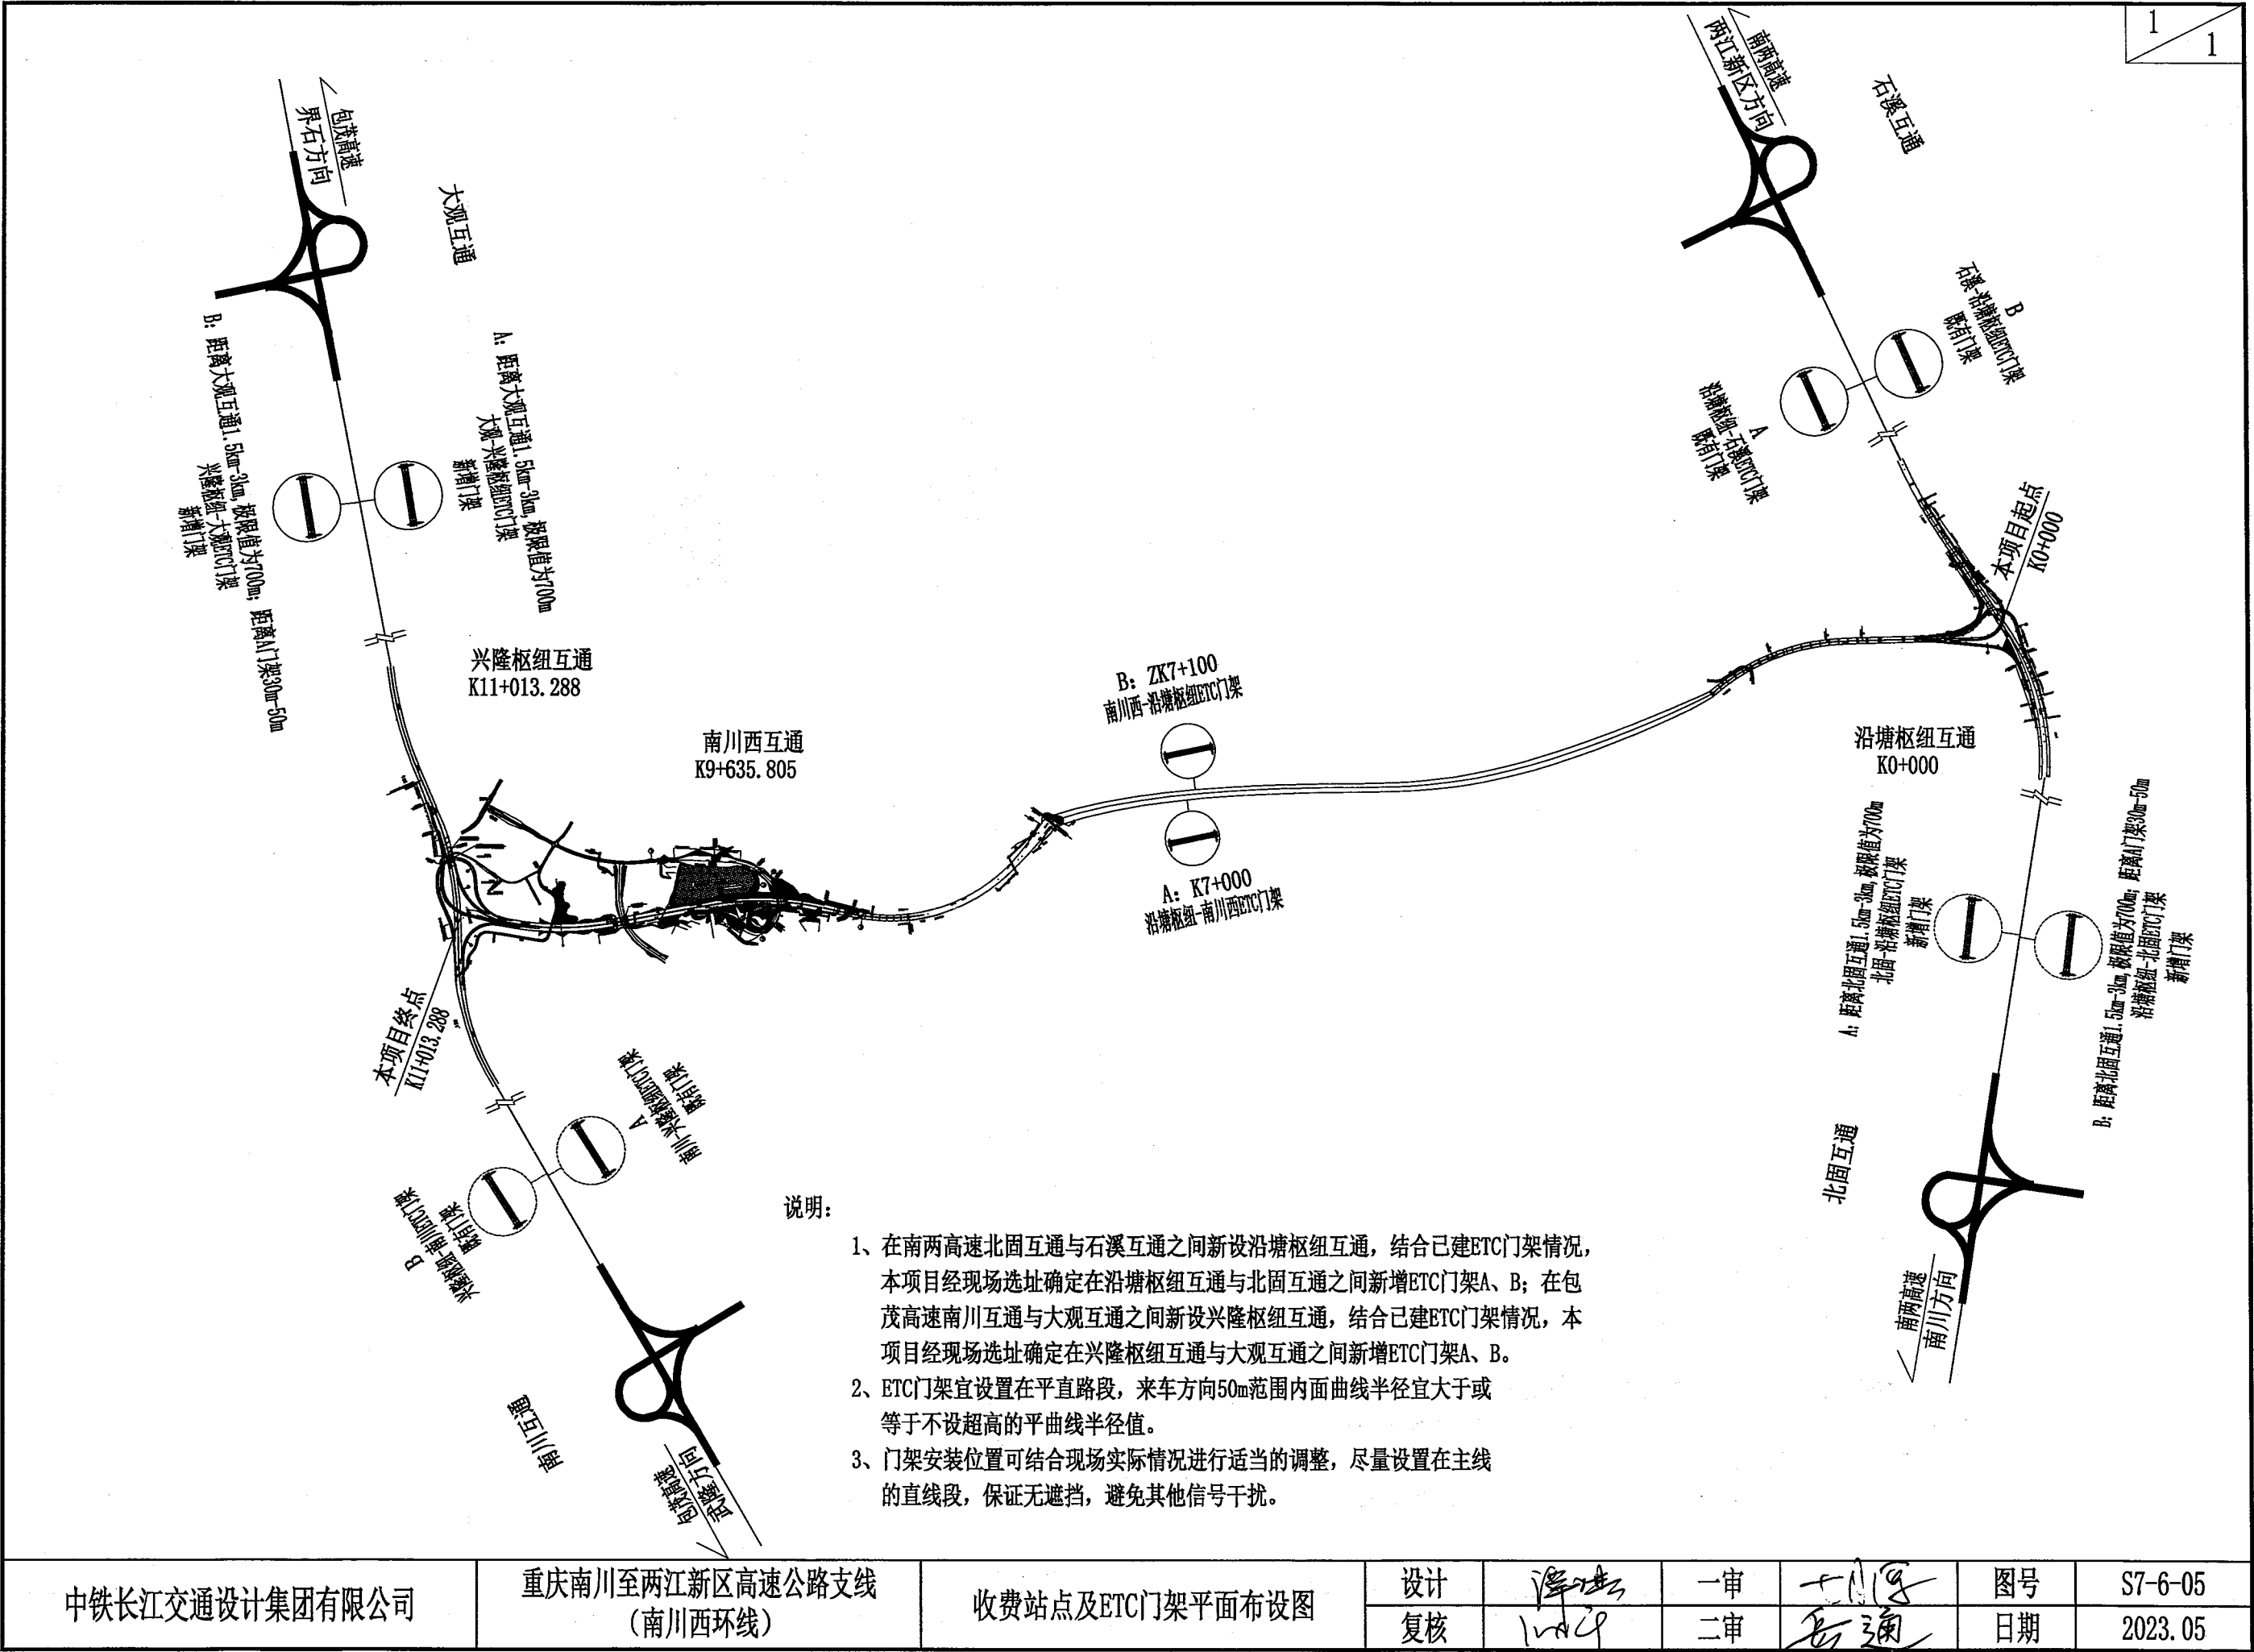 1
1
包茂高速
界石方向
大观互通
A: 距离大观互通1.5km-3km,极限值为700m
大观-兴隆枢纽ETC门架
新增门架
B: 距离大观互通1.5km-3km,极限值为700m; 距离A门架30m-50m
兴隆枢纽-大观ETC门架
新增门架
兴隆枢纽互通
K11+013.288
南川西互通
K9+635.805
B: ZK7+100
南川西-沿塘枢纽ETC门架
A: K7+000
沿塘枢纽-南川西ETC门架
南两高速
两江新区方向
石溪互通
B
石溪-沿塘枢纽ETC门架
既有门架
A
沿塘枢纽-石溪ETC门架
既有门架
本项目起点
K0+000
沿塘枢纽互通
K0+000
A: 距离北固互通1.5km-3km,极限值为700m
北固-沿塘枢纽ETC门架
新增门架
B: 距离北固互通1.5km-3km,极限值为700m; 距离A门架30m-50m
沿塘枢纽-北固ETC门架
新增门架
北固互通
南两高速
南川方向
本项目终点
K11+013.288
A
南川-兴隆枢纽ETC门架
既有门架
B
兴隆枢纽-南川ETC门架
既有门架
南川互通
包茂高速
武隆方向
说明:
1、在南两高速北固互通与石溪互通之间新设沿塘枢纽互通，结合已建ETC门架情况，
本项目经现场选址确定在沿塘枢纽互通与北固互通之间新增ETC门架A、B；在包
茂高速南川互通与大观互通之间新设兴隆枢纽互通，结合已建ETC门架情况，本
项目经现场选址确定在兴隆枢纽互通与大观互通之间新增ETC门架A、B。
2、ETC门架宜设置在平直路段，来车方向50m范围内面曲线半径宜大于或
等于不设超高的平曲线半径值。
3、门架安装位置可结合现场实际情况进行适当的调整，尽量设置在主线
的直线段，保证无遮挡，避免其他信号干扰。
中铁长江交通设计集团有限公司
重庆南川至两江新区高速公路支线
（南川西环线）
收费站点及ETC门架平面布设图
设计
复核
一审
二审
图号
S7-6-05
日期
2023.05